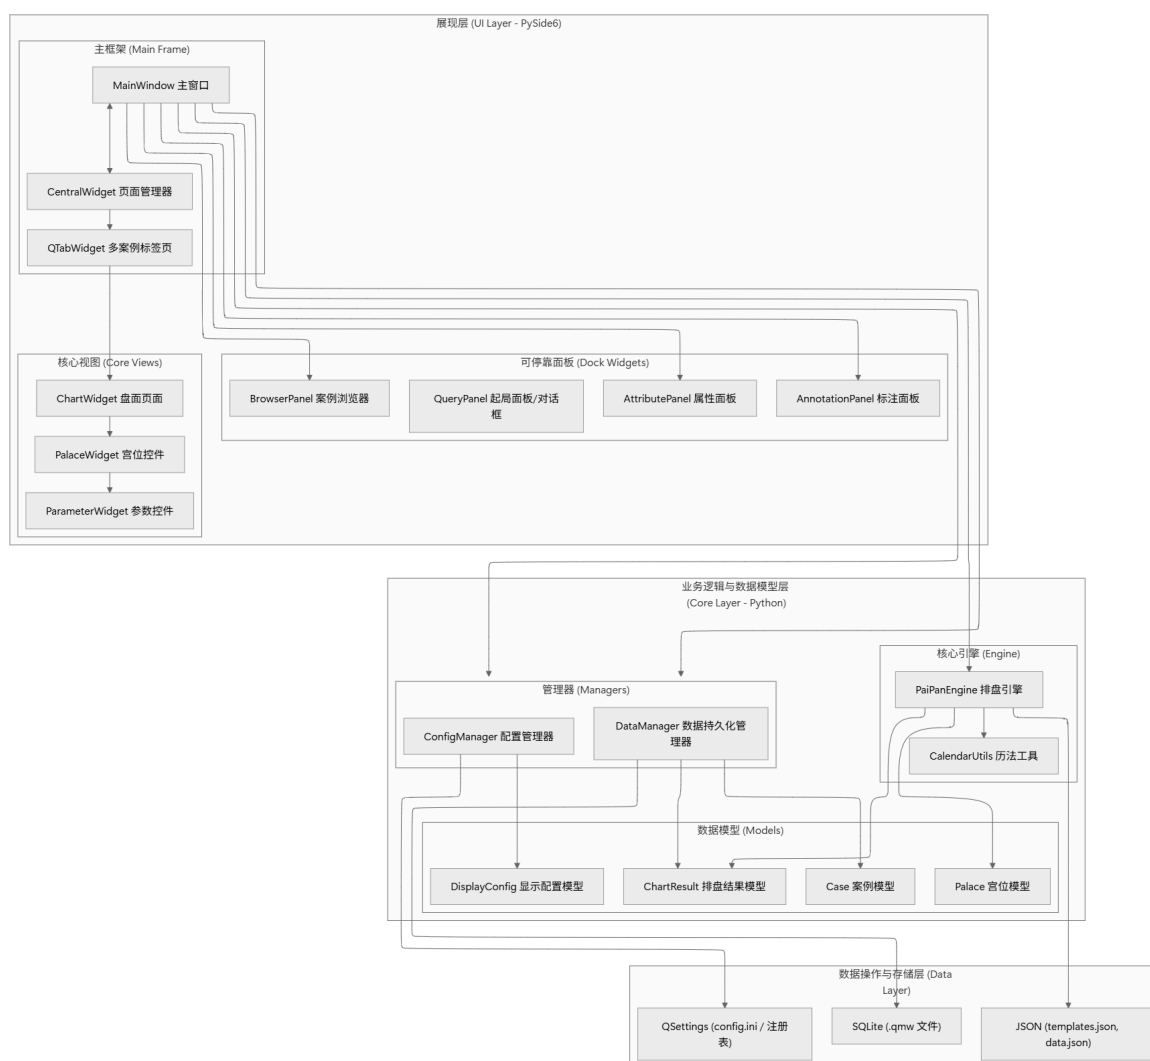 展现层 (UI Layer - PySide6)
主框架 (Main Frame)
MainWindow 主窗口
CentralWidget 页面管理器
QTabWidget 多案例标签页
核心视图 (Core Views)
ChartWidget 盘面页面
PalaceWidget 宫位控件
ParameterWidget 参数控件
可停靠面板 (Dock Widgets)
BrowserPanel 案例浏览器
QueryPanel 起局面板/对话
框
AttributePanel 属性面板
AnnotationPanel 标注面板
业务逻辑与数据模型层
(Core Layer - Python)
核心引擎 (Engine)
PaiPanEngine 排盘引擎
CalendarUtils 历法工具
管理器 (Managers)
ConfigManager 配置管理器
DataManager 数据持久化管
理器
数据模型 (Models)
DisplayConfig 显示配置模型
ChartResult 排盘结果模型
Case 案例模型
Palace 宫位模型
数据操作与存储层 (Data
Layer)
QSettings (config.ini / 注册
表)
SQLite (.qmw 文件)
JSON (templates.json,
data.json)